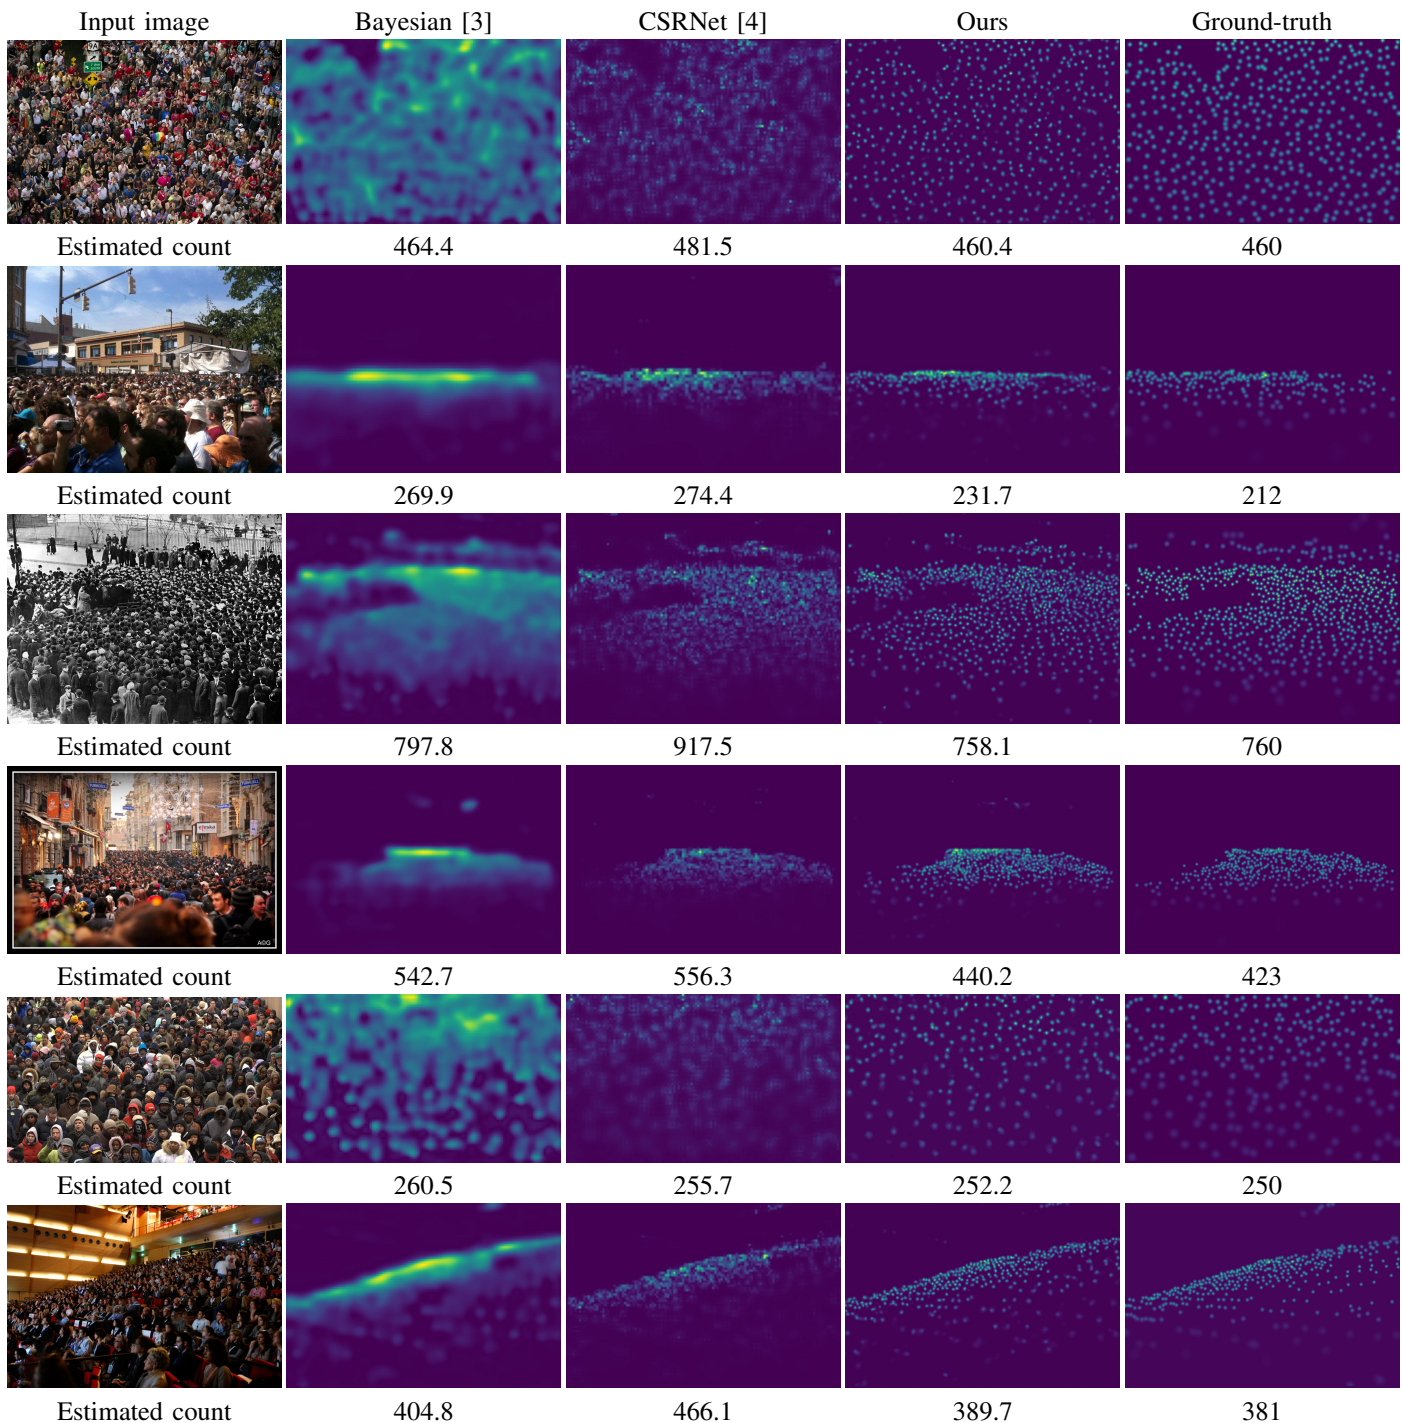 Input image Bayesian [3] CSRNet [4] Ours Ground-truth
9A
Estimated count 464.4 481.5 460.4 460
Estimated count 269.9 274.4 231.7 212
Estimated count 797.8 917.5 758.1 760
AOG
Estimated count 542.7 556.3 440.2 423
Estimated count 260.5 255.7 252.2 250
Estimated count 404.8 466.1 389.7 381